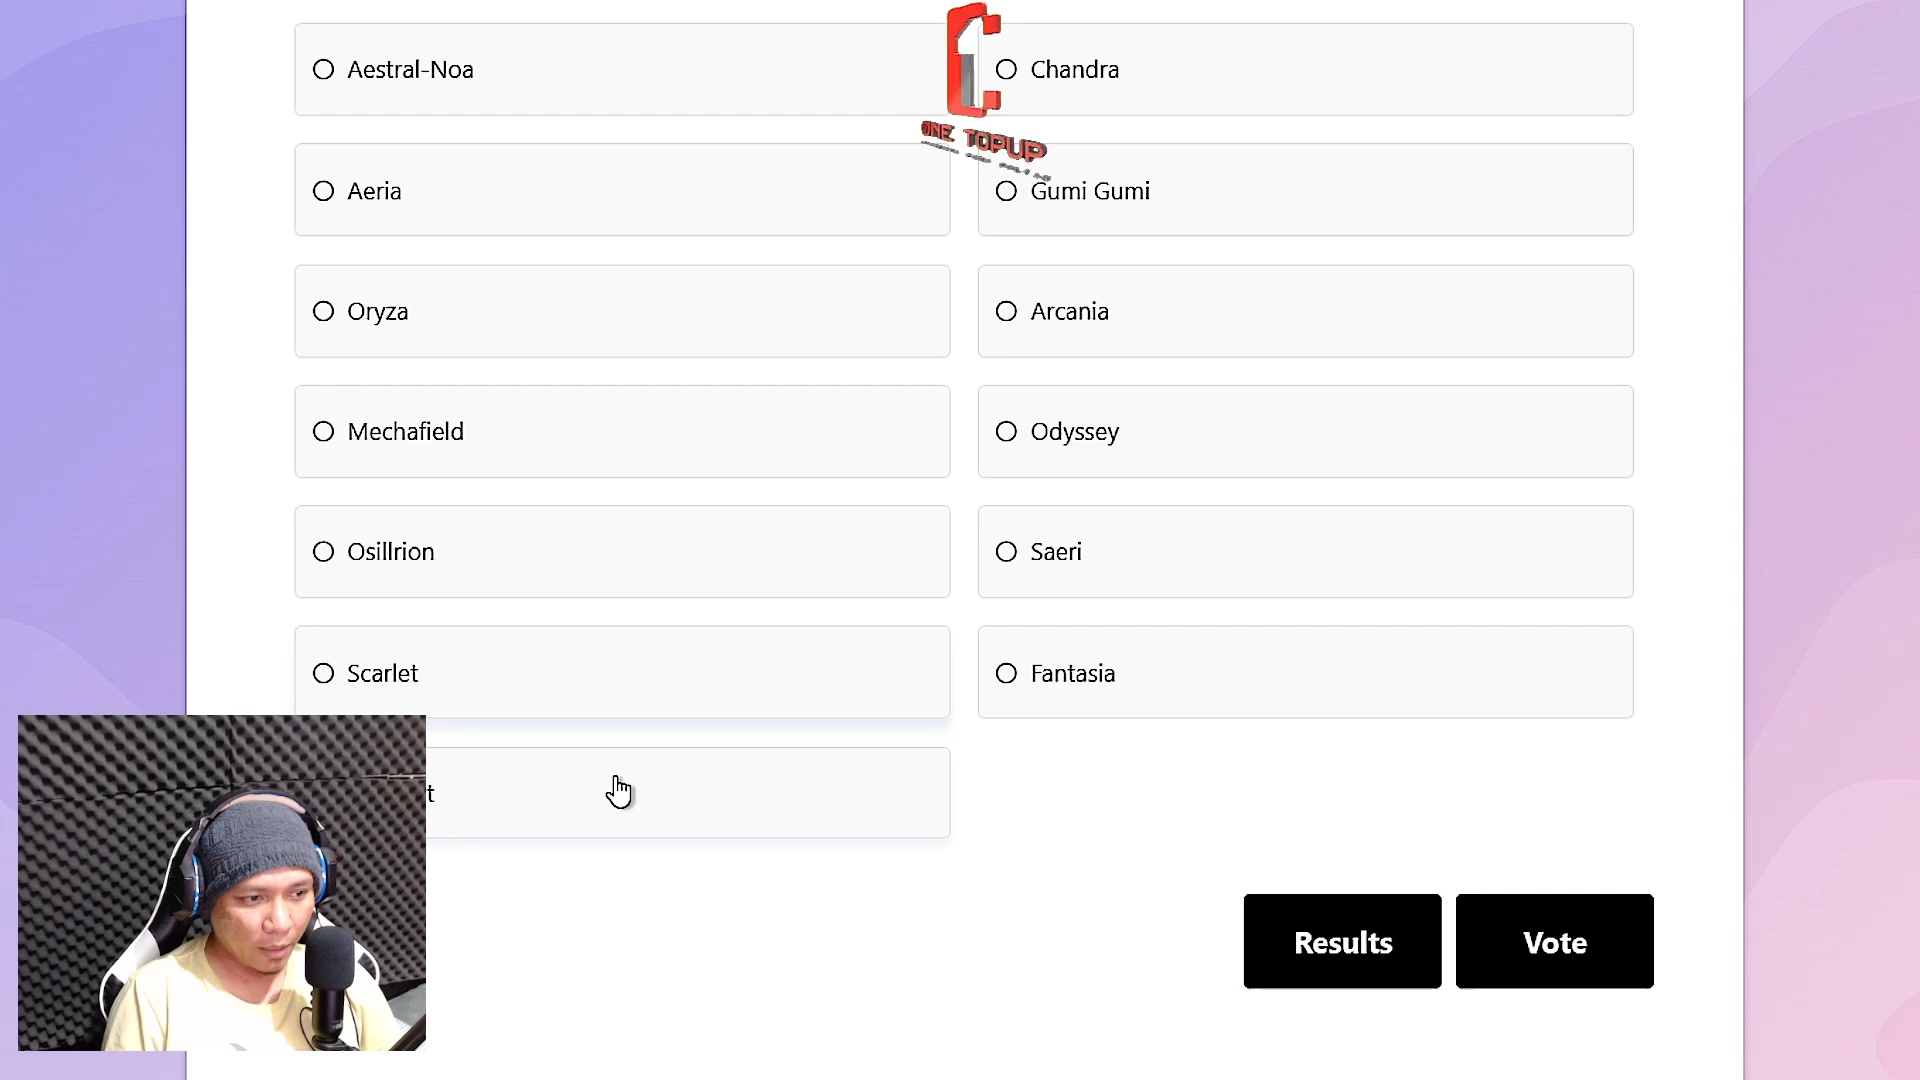 Aestral-Noa
Chandra
ONE TOPUP
Aeria
Gumi Gumi
Oryza
Arcania
Mechafield
Odyssey
Osillrion
Saeri
Scarlet
Fantasia
t
Results
Vote